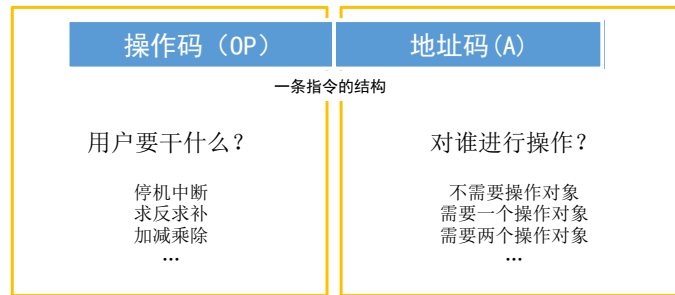 操作码（OP）
地址码(A)
一条指令的结构
用户要干什么？
停机中断
求反求补
加减乘除
…
对谁进行操作？
不需要操作对象
需要一个操作对象
需要两个操作对象
…